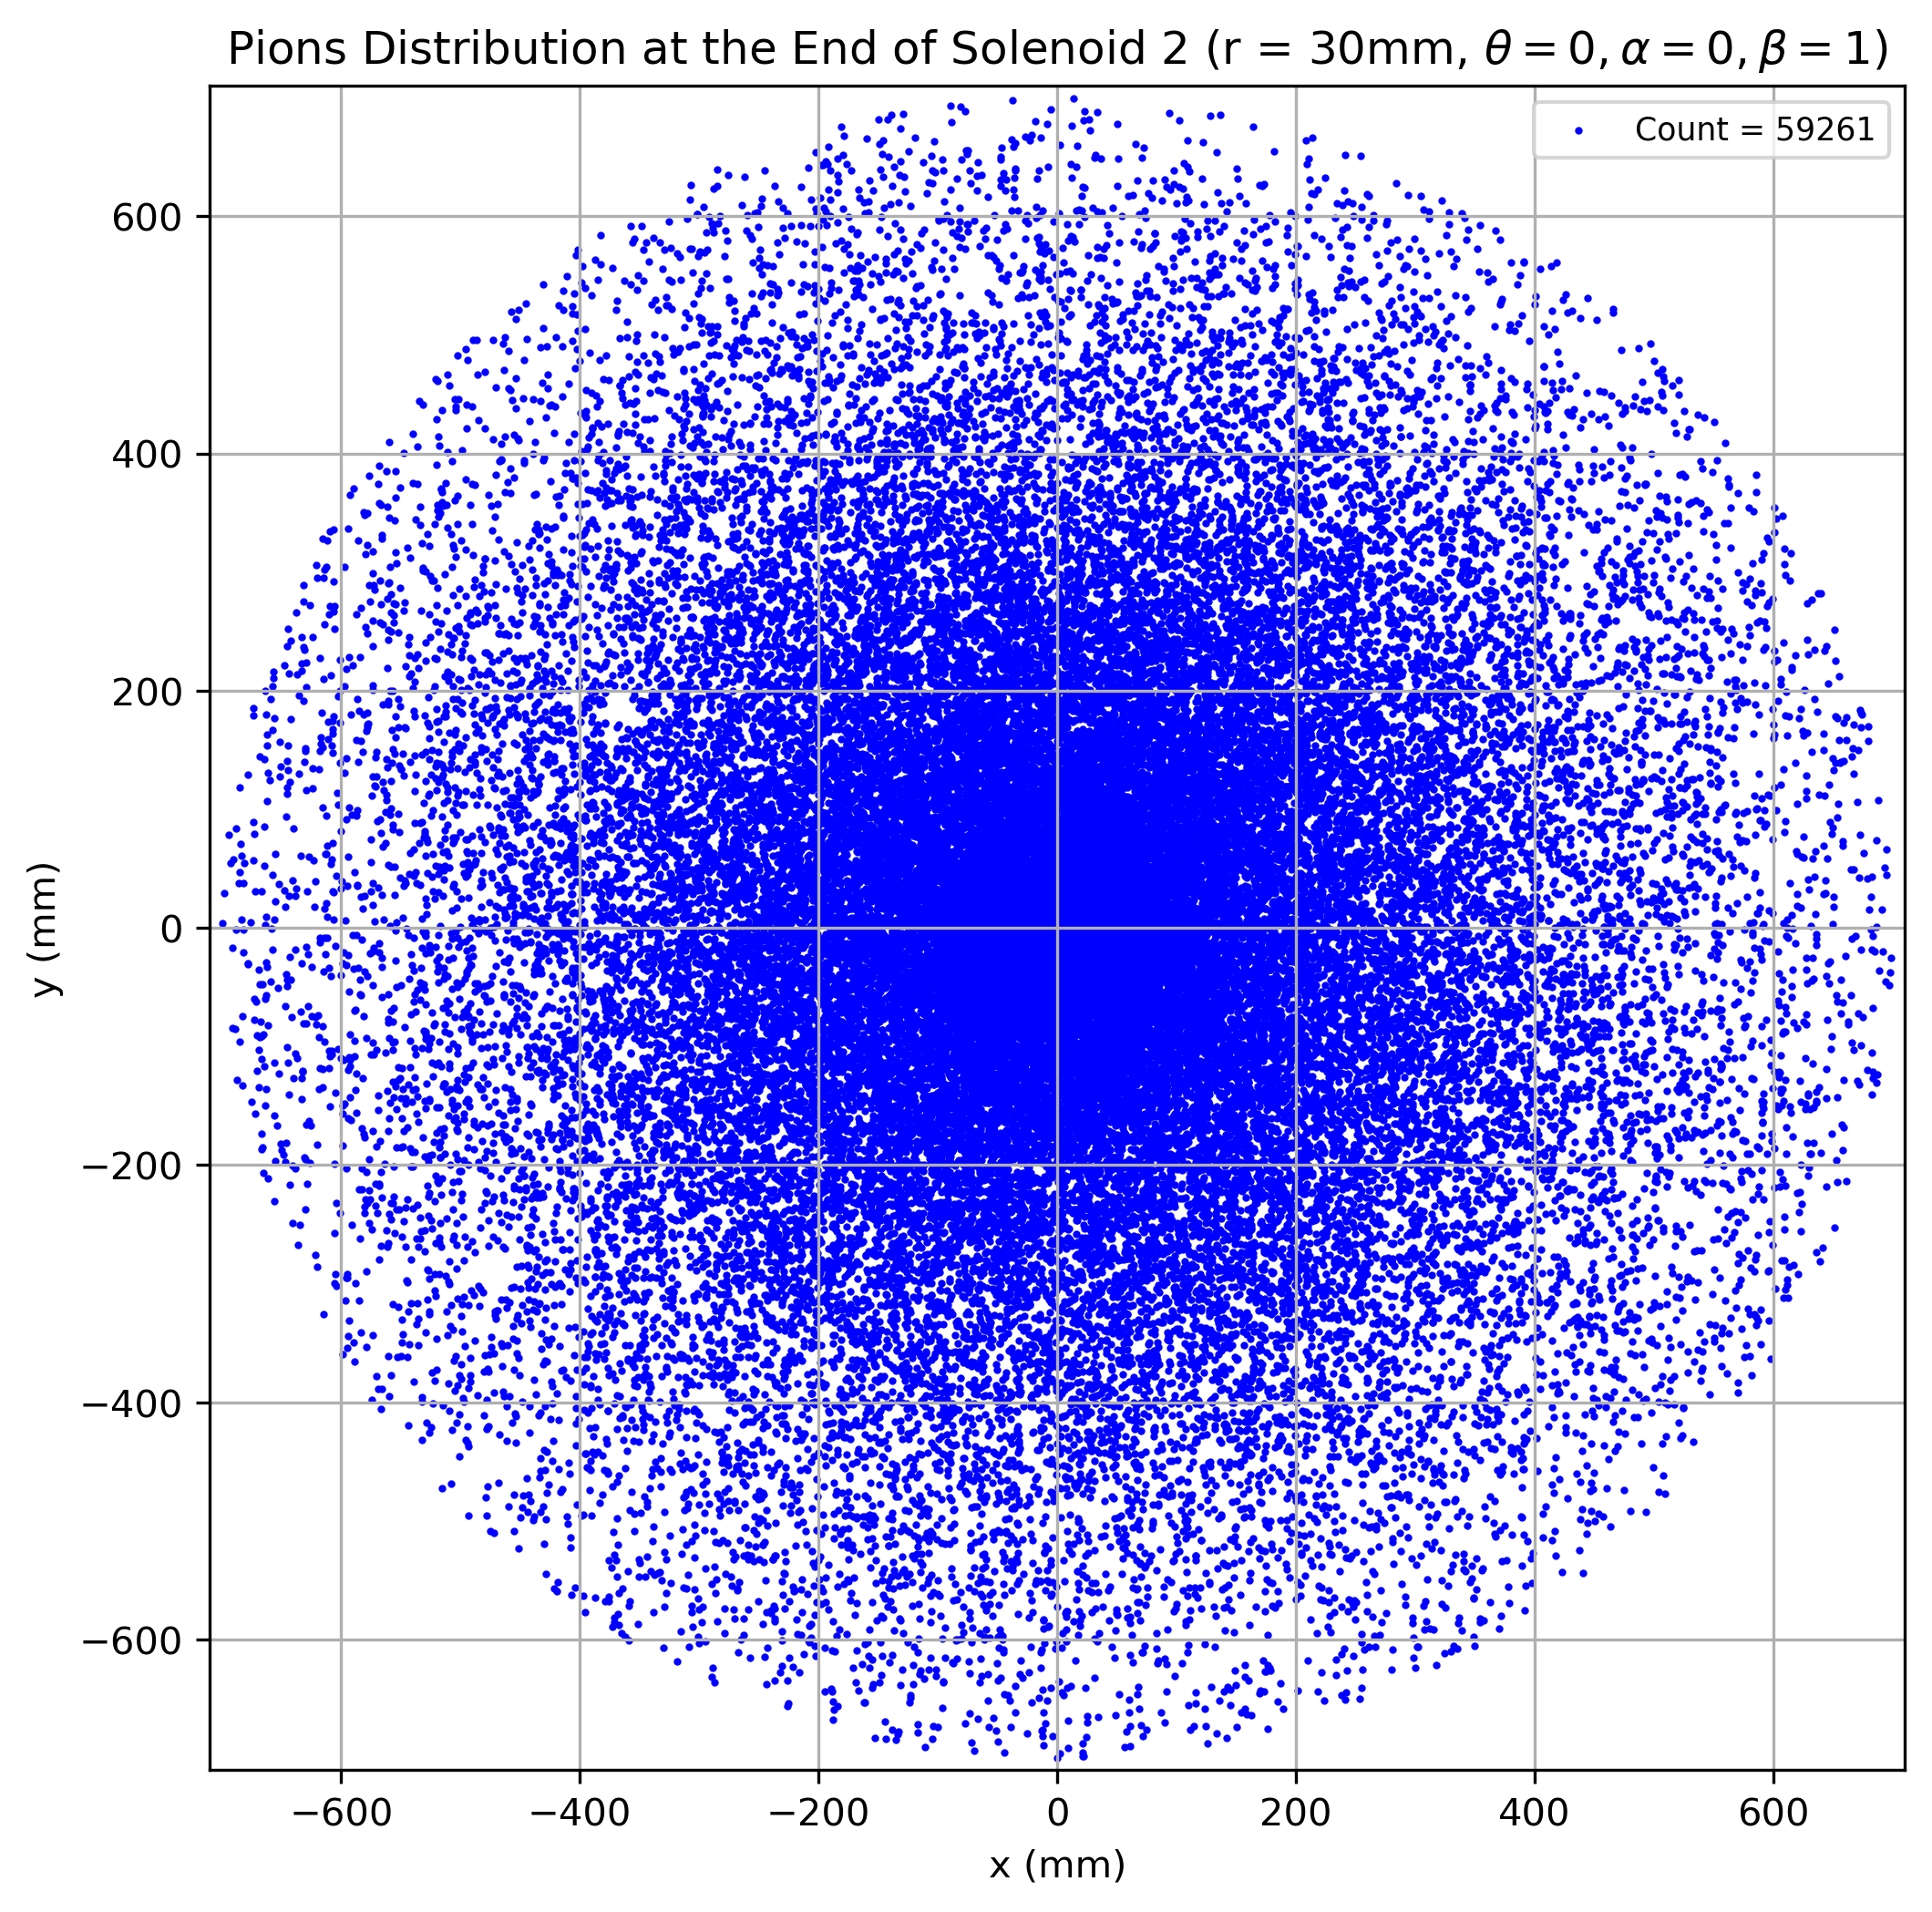 Pions Distribution at the End of Solenoid 2 (r = 30mm, θ = 0, α = 0, β = 1)
Count = 59261
600
400
200
0
−200
−400
−600
y (mm)
−600 −400 −200 0 200 400 600
x (mm)